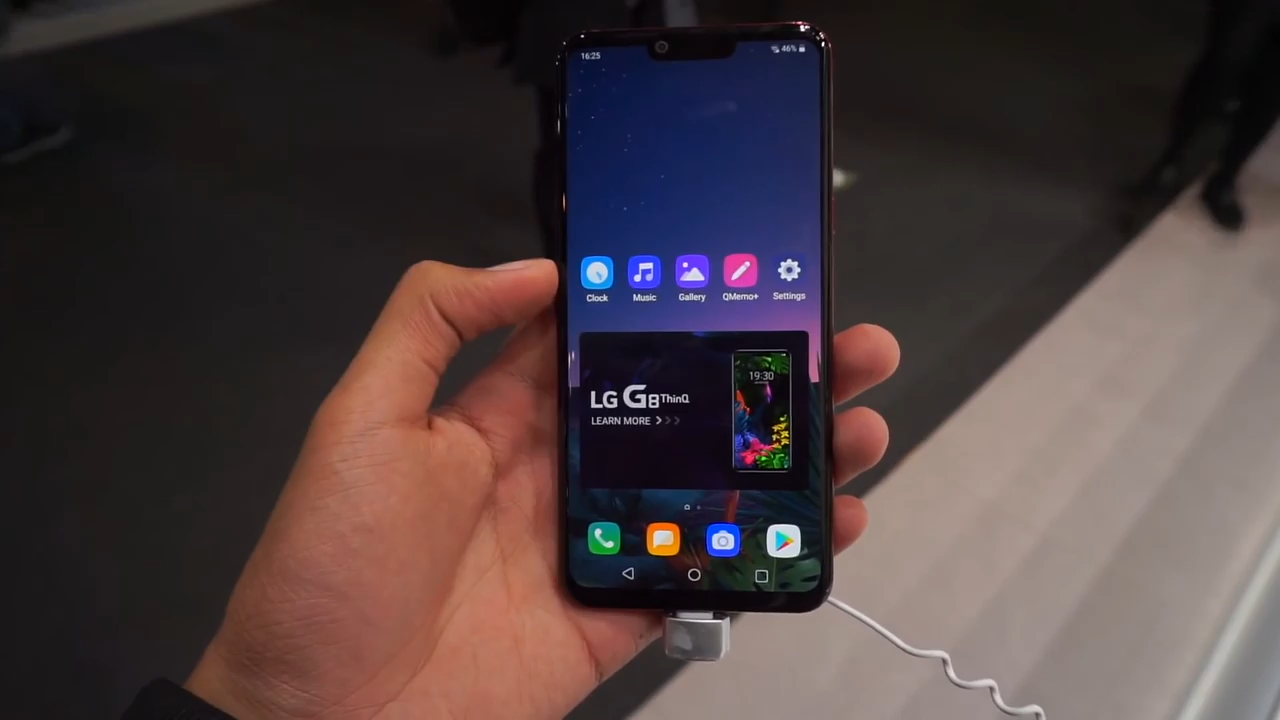 16:25 46%
Clock Music Gallery QMemo+ Settings
19:30
LG G8 ThinQ
LEARN MORE